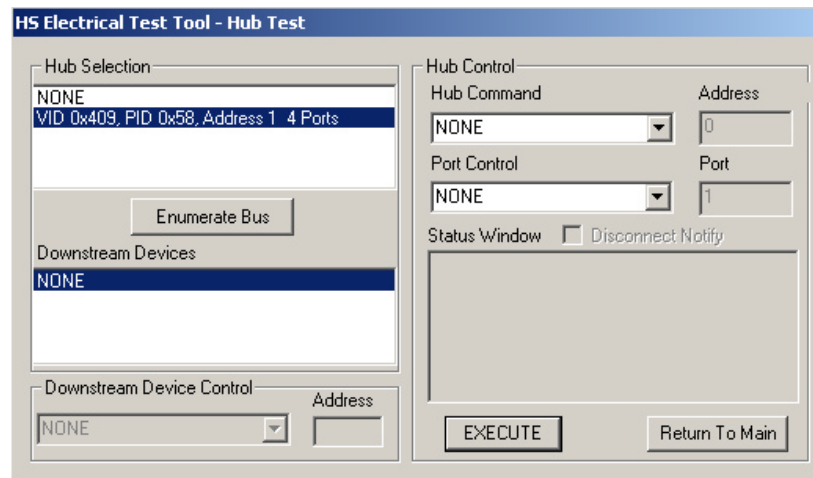 HS Electrical Test Tool - Hub Test
Hub Selection
NONE
VID 0x409, PID 0x58, Address 1 4 Ports
Enumerate Bus
Downstream Devices
NONE
Downstream Device Control
Address
NONE
Hub Control
Hub Command
Address
NONE
0
Port Control
Port
NONE
1
Status Window
Disconnect Notify
EXECUTE
Return To Main